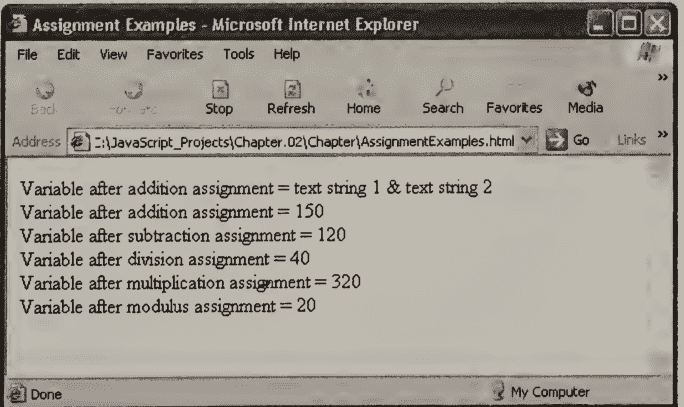 Assignment Examples - Microsoft Internet Explorer
File Edit View Favorites Tools Help
Back Forward Stop Refresh Home Search Favorites Media »
Address :\JavaScript_Projects\Chapter.02\Chapter\AssignmentExamples.html Go Links »
Variable after addition assignment = text string 1 & text string 2
Variable after addition assignment = 150
Variable after subtraction assignment = 120
Variable after division assignment = 40
Variable after multiplication assignment = 320
Variable after modulus assignment = 20
Done My Computer